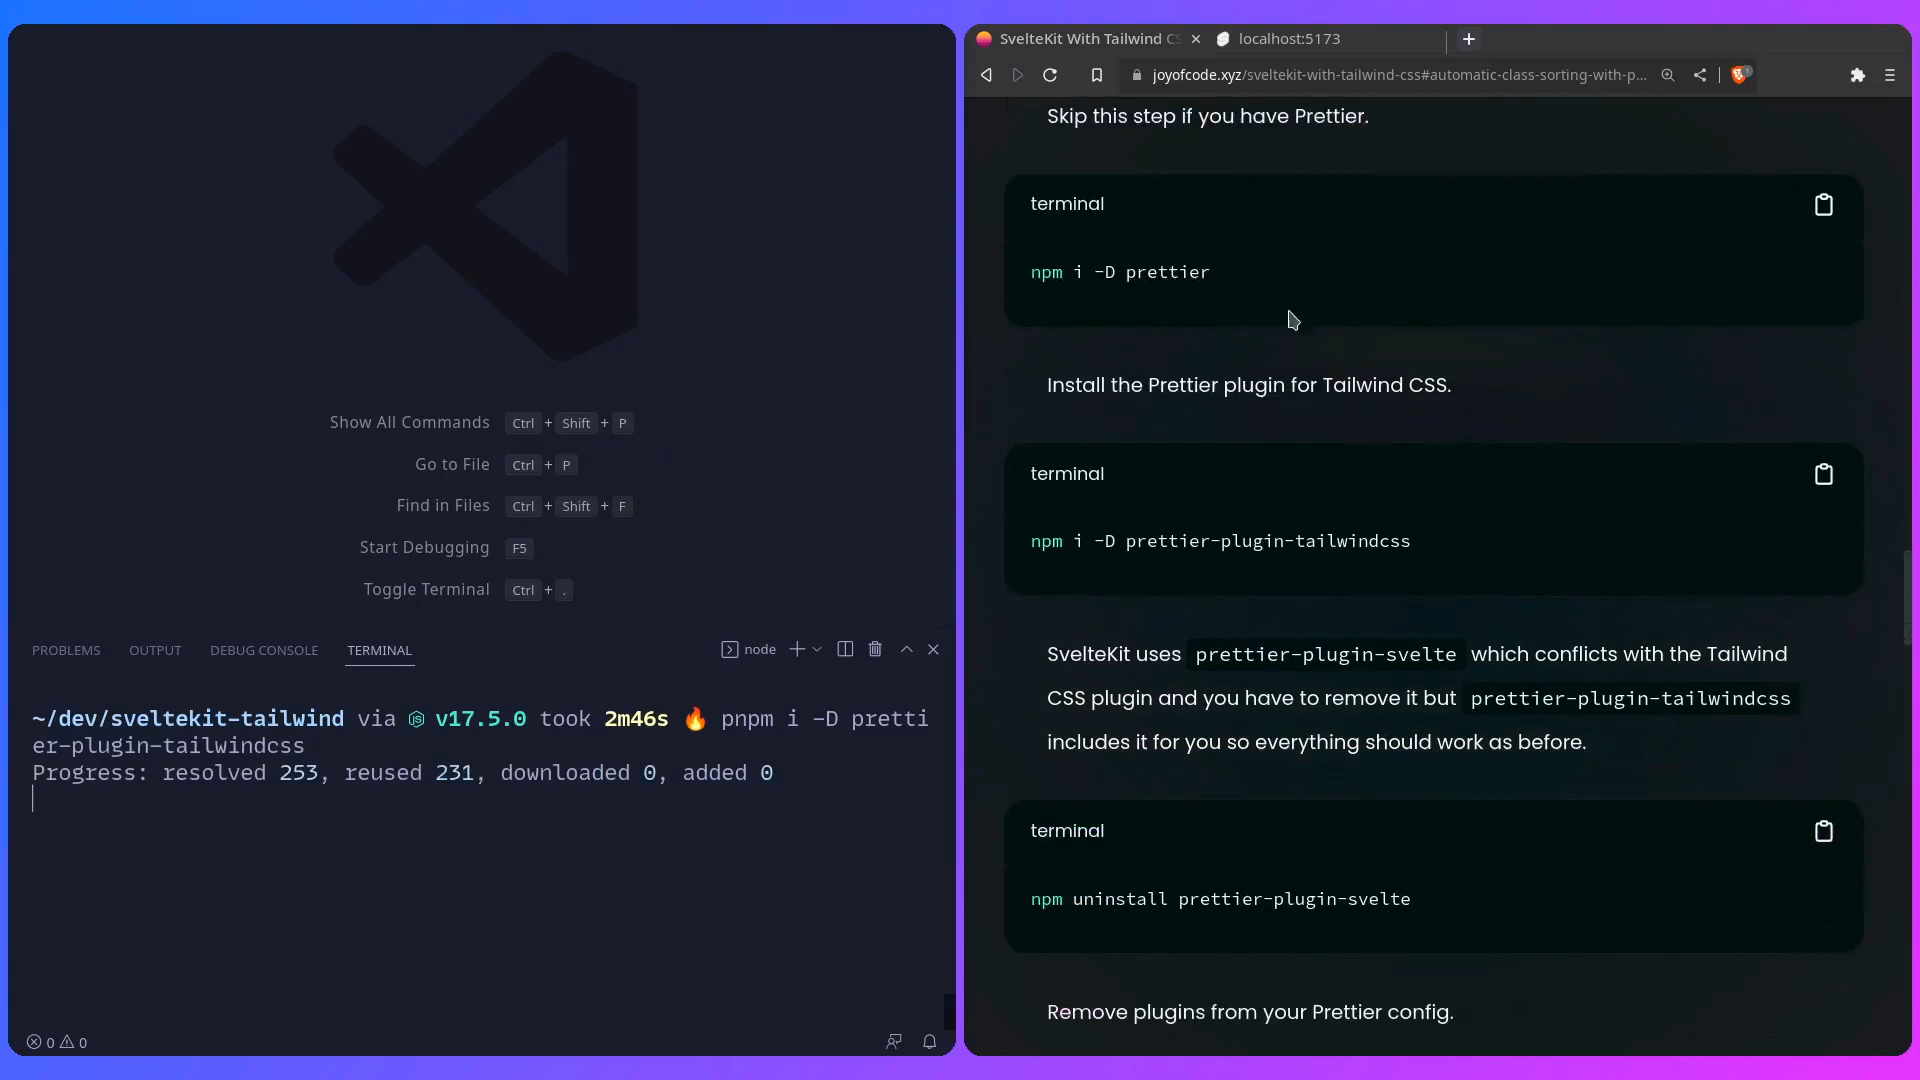 Show All Commands Ctrl + Shift + P
Go to File Ctrl + P
Find in Files Ctrl + Shift + F
Start Debugging F5
Toggle Terminal Ctrl + .
PROBLEMS OUTPUT DEBUG CONSOLE TERMINAL
node
~/dev/sveltekit-tailwind via v17.5.0 took 2m46s 🔥 pnpm i -D pretti
er-plugin-tailwindcss
Progress: resolved 253, reused 231, downloaded 0, added 0
0 0
SvelteKit With Tailwind CS
localhost:5173
joyofcode.xyz/sveltekit-with-tailwind-css#automatic-class-sorting-with-p...
Skip this step if you have Prettier.
terminal
npm i -D prettier
Install the Prettier plugin for Tailwind CSS.
terminal
npm i -D prettier-plugin-tailwindcss
SvelteKit uses prettier-plugin-svelte which conflicts with the Tailwind
CSS plugin and you have to remove it but prettier-plugin-tailwindcss
includes it for you so everything should work as before.
terminal
npm uninstall prettier-plugin-svelte
Remove plugins from your Prettier config.